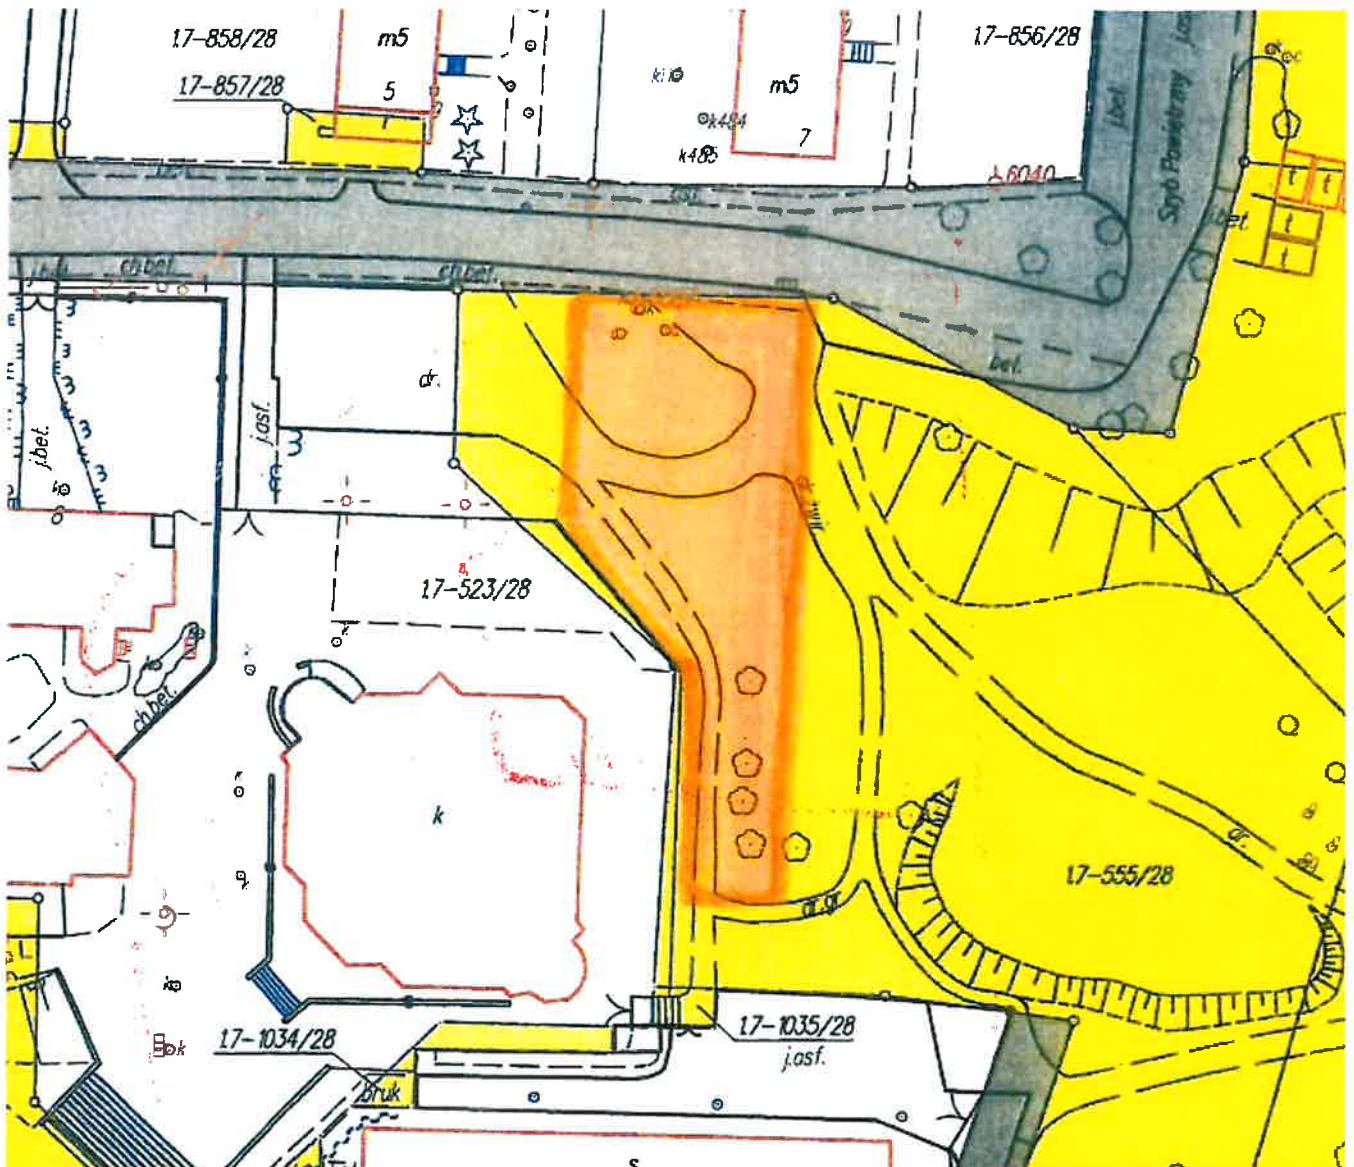 17-858/28
m5
17-856/28
17-857/28
5
m5
7
k484
k485
6040
j.bet.
Szyb Powietrzny
t
t
t
t
ch.bet.
ch.bet.
bet.
dr.
j.asf.
j.bet.
17-523/28
ch.bet.
k
dr.
17-555/28
dr.gr.
17-1034/28
17-1035/28
j.asf.
k
bruk
s